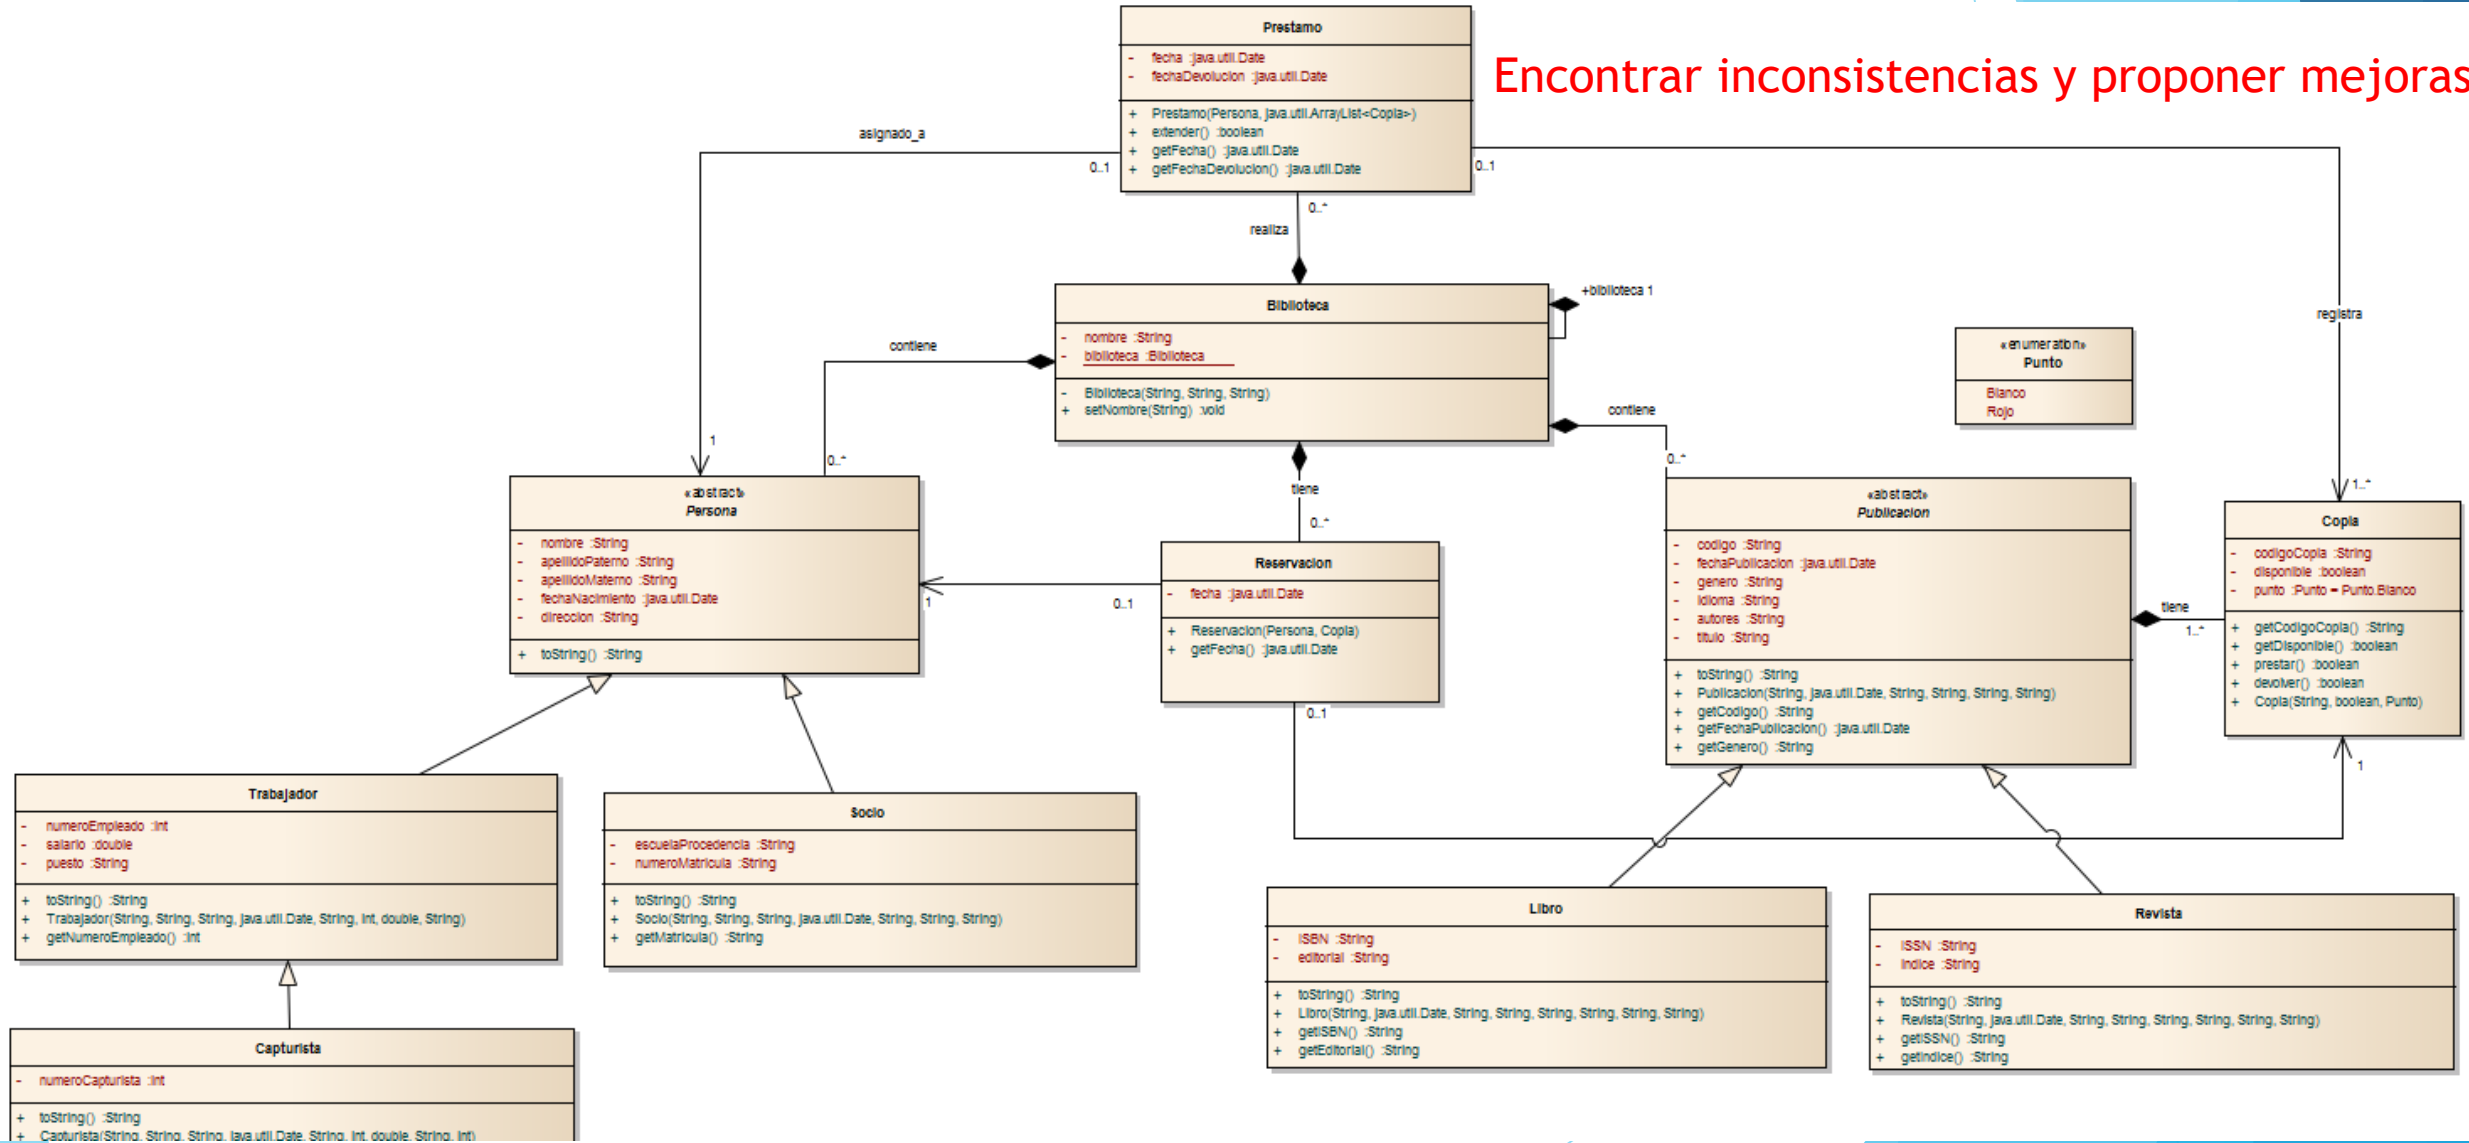 Encontrar inconsistencias y proponer mejoras
Prestamo
- fecha :java.util.Date
- fechaDevolucion :java.util.Date
+ Prestamo(Persona, java.util.ArrayList<Copia>)
+ extender() :boolean
+ getFecha() :java.util.Date
+ getFechaDevolucion() :java.util.Date
asignado_a
0..1
1
0..1
registra
1..*
0..*
realiza
Biblioteca
- nombre :String
- biblioteca :Biblioteca
- Biblioteca(String, String, String)
+ setNombre(String) :void
+biblioteca 1
contiene
0..*
contiene
0..*
tiene
0..*
«enumeration»
Punto
Blanco
Rojo
«abstract»
Persona
- nombre :String
- apellidoPaterno :String
- apellidoMaterno :String
- fechaNacimiento :java.util.Date
- direccion :String
+ toString() :String
1
0..1
Reservacion
- fecha :java.util.Date
+ Reservacion(Persona, Copia)
+ getFecha() :java.util.Date
0..1
1
«abstract»
Publicacion
- codigo :String
- fechaPublicacion :java.util.Date
- genero :String
- idioma :String
- autores :String
- titulo :String
+ toString() :String
+ Publicacion(String, java.util.Date, String, String, String, String)
+ getCodigo() :String
+ getFechaPublicacion() :java.util.Date
+ getGenero() :String
tiene
1..*
Copia
- codigoCopia :String
- disponible :boolean
- punto :Punto = Punto.Blanco
+ getCodigoCopia() :String
+ getDisponible() :boolean
+ prestar() :boolean
+ devolver() :boolean
+ Copia(String, boolean, Punto)
Trabajador
- numeroEmpleado :int
- salario :double
- puesto :String
+ toString() :String
+ Trabajador(String, String, String, java.util.Date, String, int, double, String)
+ getNumeroEmpleado() :int
Socio
- escuelaProcedencia :String
- numeroMatricula :String
+ toString() :String
+ Socio(String, String, String, java.util.Date, String, String, String)
+ getMatricula() :String
Libro
- ISBN :String
- editorial :String
+ toString() :String
+ Libro(String, java.util.Date, String, String, String, String, String, String)
+ getISBN() :String
+ getEditorial() :String
Revista
- ISSN :String
- indice :String
+ toString() :String
+ Revista(String, java.util.Date, String, String, String, String, String, String)
+ getISSN() :String
+ getIndice() :String
Capturista
- numeroCapturista :int
+ toString() :String
+ Capturista(String, String, String, java.util.Date, String, int, double, String, int)